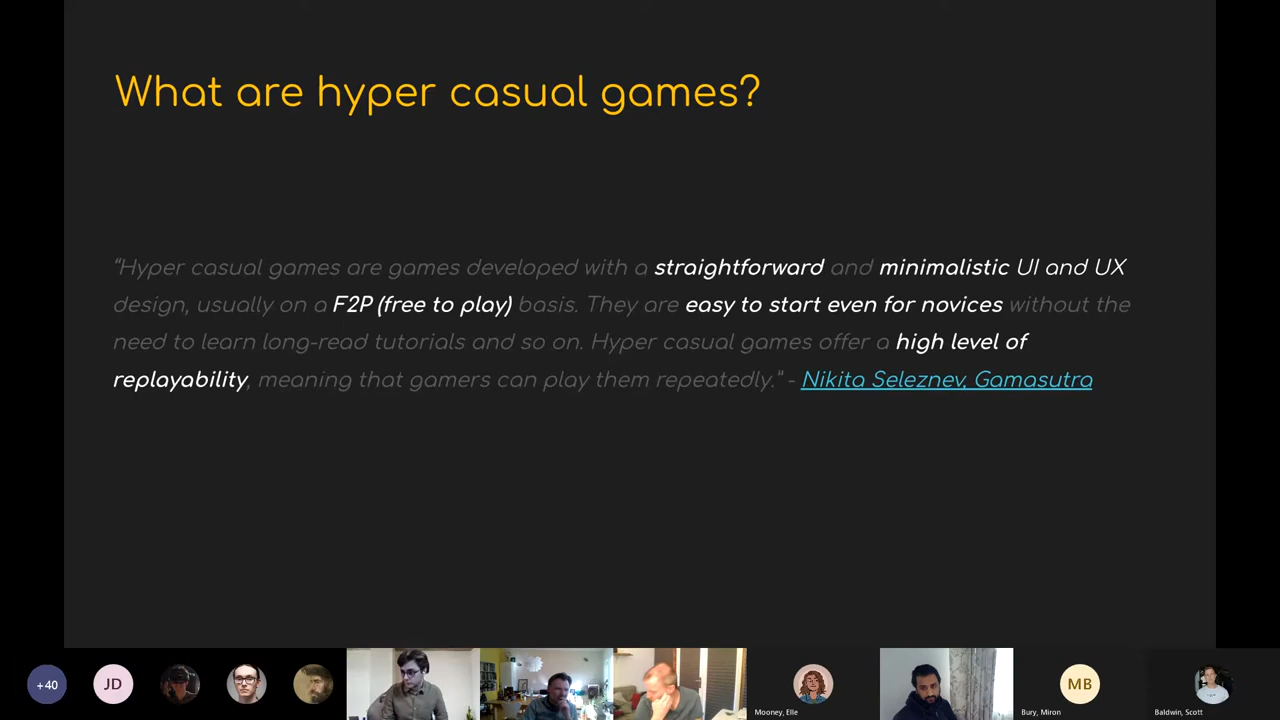 What are hyper casual games?
“Hyper casual games are games developed with a straightforward and minimalistic UI and UX
design, usually on a F2P (free to play) basis. They are easy to start even for novices without the
need to learn long-read tutorials and so on. Hyper casual games offer a high level of
replayability, meaning that gamers can play them repeatedly.” - Nikita Seleznev, Gamasutra
+40
JD
Mooney, Elle
MB
Bury, Miron
Baldwin, Scott